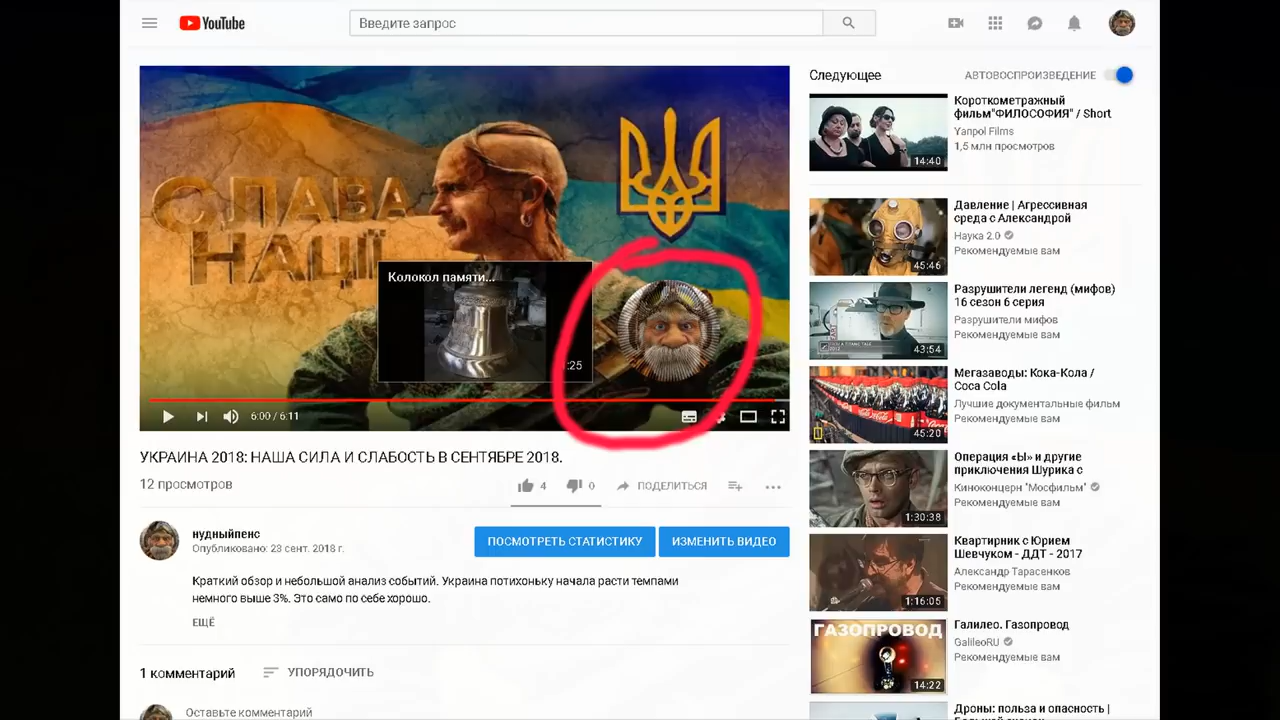 YouTube
Введите запрос
СЛАВА
НАЦІЇ
Колокол памяти...
:25
6:00 / 6:11
УКРАИНА 2018: НАША СИЛА И СЛАБОСТЬ В СЕНТЯБРЕ 2018.
12 просмотров
4
0
ПОДЕЛИТЬСЯ
нудныйпенс
Опубликовано: 23 сент. 2018 г.
ПОСМОТРЕТЬ СТАТИСТИКУ
ИЗМЕНИТЬ ВИДЕО
Краткий обзор и небольшой анализ событий. Украина потихоньку начала расти темпами
немного выше 3%. Это само по себе хорошо.
ЕЩЁ
1 комментарий
УПОРЯДОЧИТЬ
Оставьте комментарий
Следующее
АВТОВОСПРОИЗВЕДЕНИЕ
Короткометражный
фильм"ФИЛОСОФИЯ" / Short
Yanpol Films
1,5 млн просмотров
14:40
Давление | Агрессивная
среда с Александрой
Наука 2.0
Рекомендуемые вам
45:46
Разрушители легенд (мифов)
16 сезон 6 серия
Разрушители мифов
Рекомендуемые вам
43:54
Мегазаводы: Кока-Кола /
Coca Cola
Лучшие документальные фильм
Рекомендуемые вам
45:20
Операция «Ы» и другие
приключения Шурика с
Киноконцерн "Мосфильм"
Рекомендуемые вам
1:30:38
Квартирник с Юрием
Шевчуком - ДДТ - 2017
Александр Тарасенков
Рекомендуемые вам
1:16:05
Галилео. Газопровод
GalileoRU
Рекомендуемые вам
ГАЗОПРОВОД
14:22
Дроны: польза и опасность |